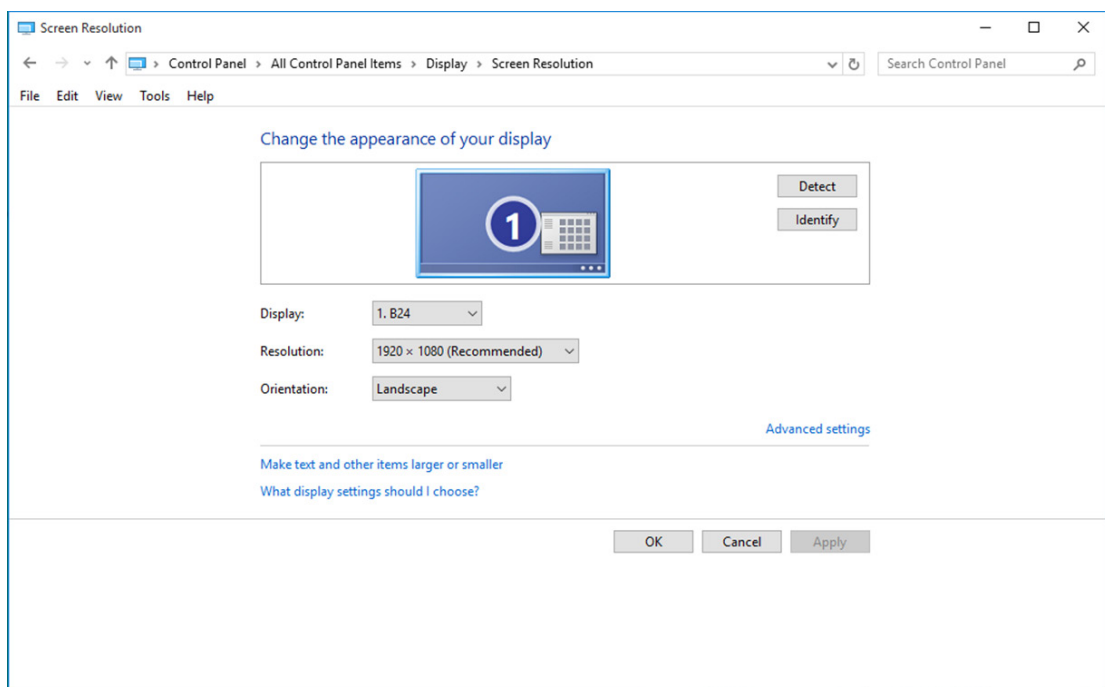 Screen Resolution
Control Panel > All Control Panel Items > Display > Screen Resolution
Search Control Panel
File Edit View Tools Help
Change the appearance of your display
1
Detect
Identify
Display: 1. B24
Resolution: 1920 × 1080 (Recommended)
Orientation: Landscape
Advanced settings
Make text and other items larger or smaller
What display settings should I choose?
OK Cancel Apply